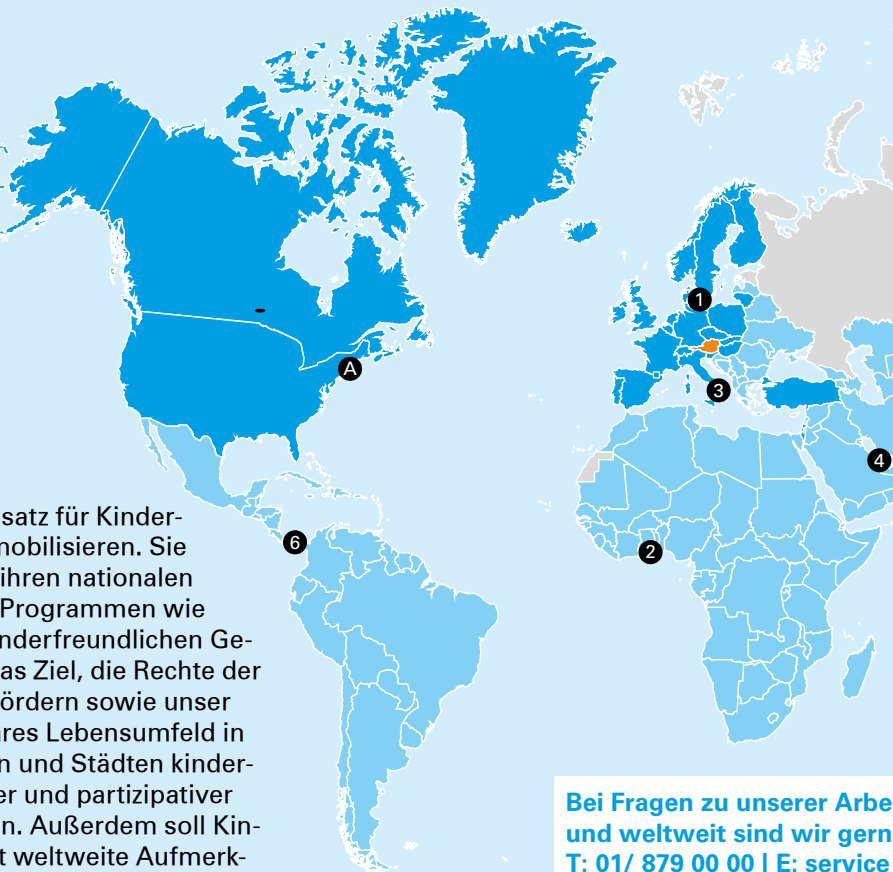 1
A
3
4
6
2
satz für Kinder-
mobilisieren. Sie
ihren nationalen
Programmen wie
nderfreundlichen Ge-
as Ziel, die Rechte der
ördern sowie unser
ares Lebensumfeld in
n und Städten kinder-
er und partizipativer
n. Außerdem soll Kin-
t weltweite Aufmerk-
Bei Fragen zu unserer Arbe
und weltweit sind wir gern
T: 01/ 879 00 00 | E: service